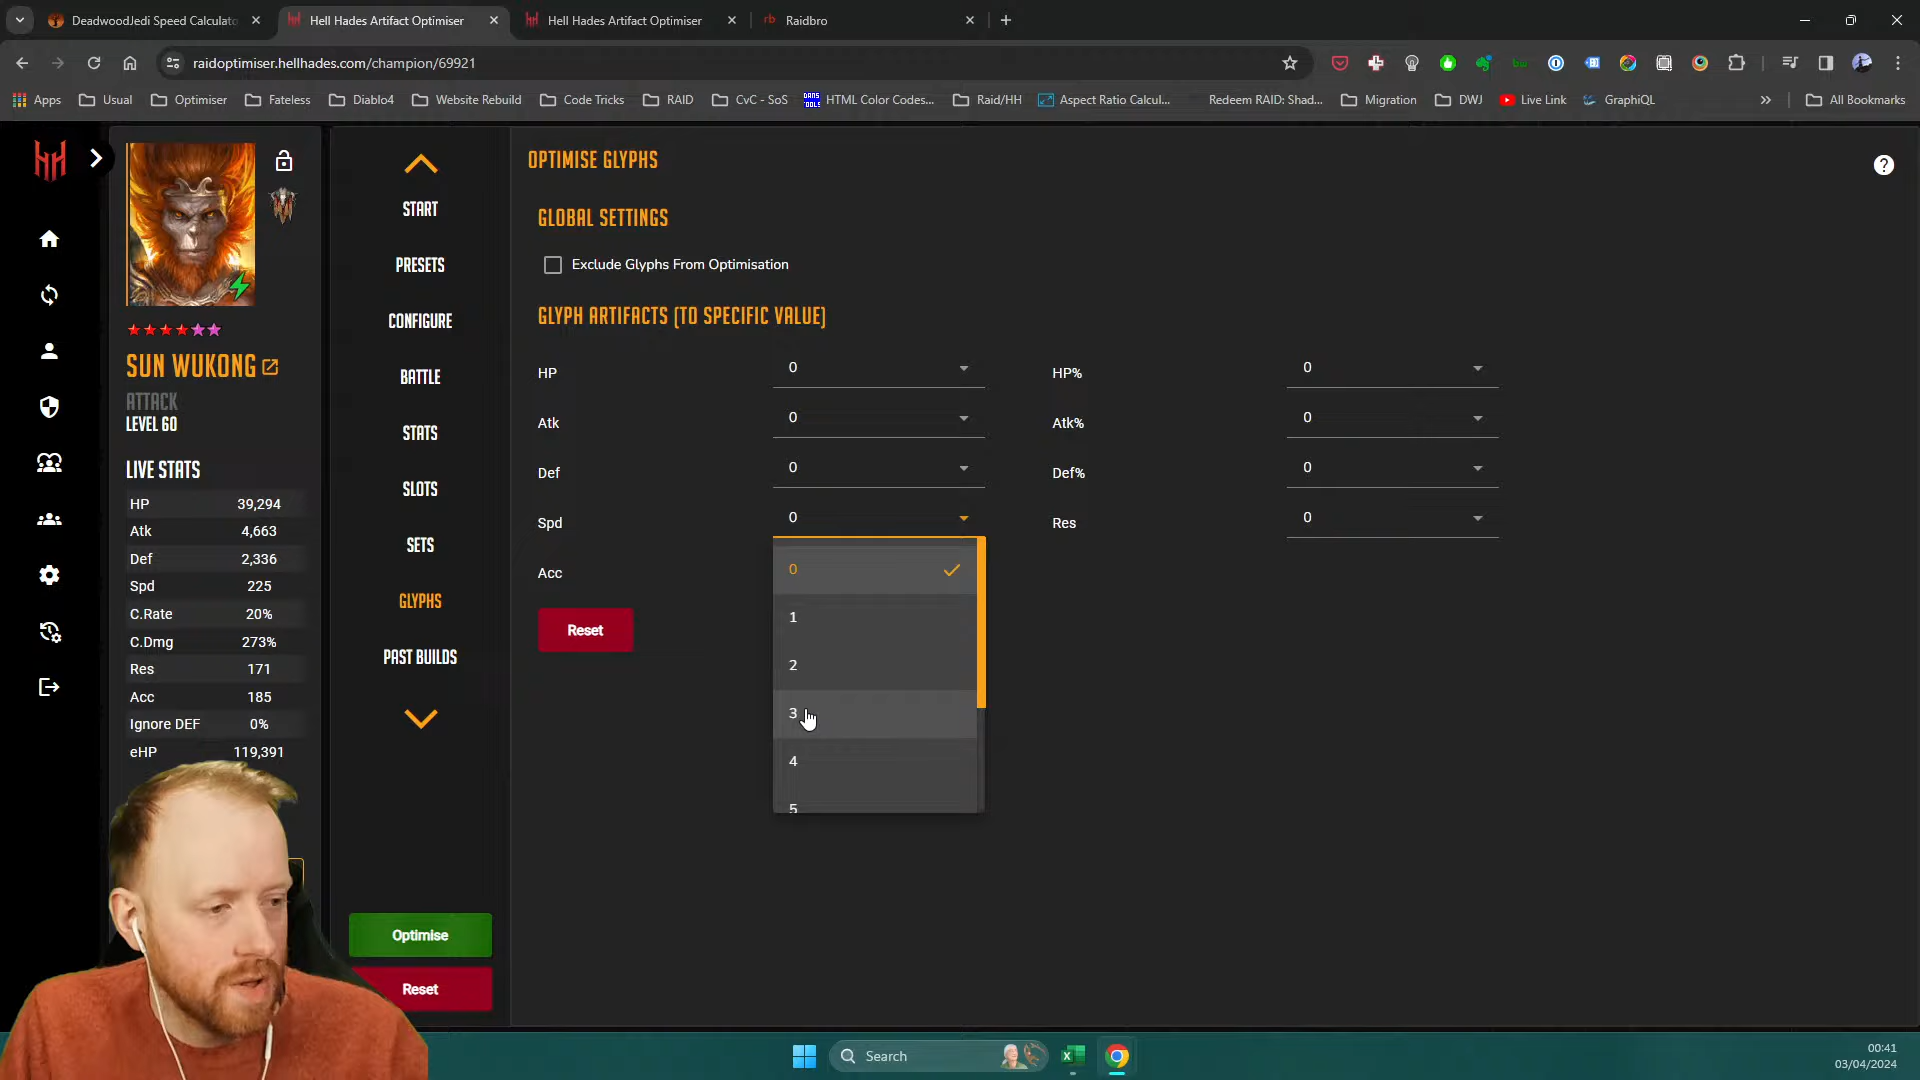 DeadwoodJedi Speed Calculato
Hell Hades Artifact Optimiser
Hell Hades Artifact Optimiser
rb Raidbro
raidoptimiser.hellhades.com/champion/69921
Apps
Usual
Optimiser
Fateless
Diablo4
Website Rebuild
Code Tricks
RAID
CvC - SoS
HTML Color Codes...
Raid/HH
Aspect Ratio Calcul...
Redeem RAID: Shad...
Migration
DWJ
Live Link
GraphiQL
All Bookmarks
SUN WUKONG
ATTACK
LEVEL 60
LIVE STATS
HP 39,294
Atk 4,663
Def 2,336
Spd 225
C.Rate 20%
C.Dmg 273%
Res 171
Acc 185
Ignore DEF 0%
eHP 119,391
START
PRESETS
CONFIGURE
BATTLE
STATS
SLOTS
SETS
GLYPHS
PAST BUILDS
Optimise
Reset
OPTIMISE GLYPHS
GLOBAL SETTINGS
Exclude Glyphs From Optimisation
GLYPH ARTIFACTS (TO SPECIFIC VALUE)
HP 0 HP% 0
Atk 0 Atk% 0
Def 0 Def% 0
Spd 0 Res 0
Acc
0
1
2
3
4
5
Reset
Search
00:41
03/04/2024